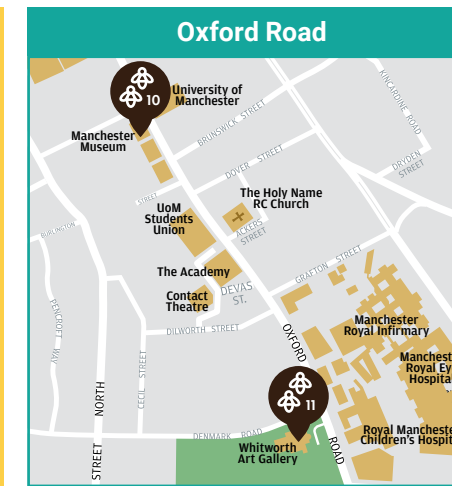 Oxford Road
10
University of
Manchester
Manchester
Museum
BRUNSWICK STREET
KINCARDINE ROAD
DRYDEN
STREET
DOVER STREET
STREET
The Holy Name
RC Church
ACKERS
STREET
UoM
Students
Union
BURLINGTON
The Academy
DEVAS
ST.
GRAFTON STREET
Contact
Theatre
DILWORTH STREET
OXFORD
Manchester
Royal Infirmary
PENCROFT WAY
CECIL STREET
NORTH
STREET
Manchest
Royal Ey
Hospita
11
DENMARK ROAD
Whitworth
Art Gallery
ROAD
Royal Mancheste
Children's Hospit